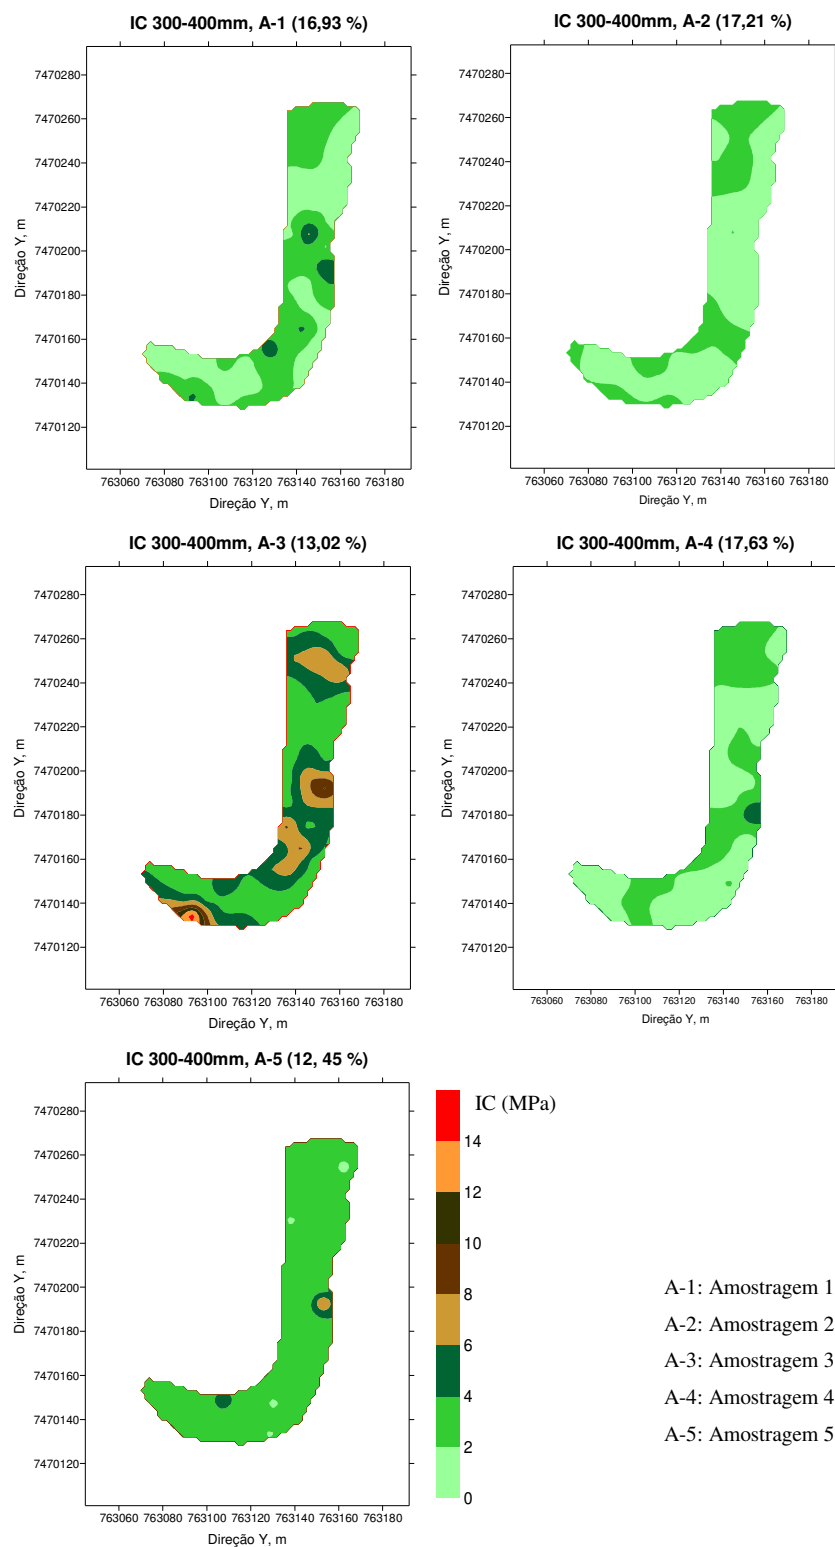 IC 300-400mm, A-1 (16,93 %)
7470280
7470260
7470240
7470220
7470200
7470180
7470160
7470140
7470120
Direção Y, m
763060 763080 763100 763120 763140 763160 763180
Direção Y, m
IC 300-400mm, A-2 (17,21 %)
7470280
7470260
7470240
7470220
7470200
7470180
7470160
7470140
7470120
Direção Y, m
763060 763080 763100 763120 763140 763160 763180
Direção Y, m
IC 300-400mm, A-3 (13,02 %)
7470280
7470260
7470240
7470220
7470200
7470180
7470160
7470140
7470120
Direção Y, m
763060 763080 763100 763120 763140 763160 763180
Direção Y, m
IC 300-400mm, A-4 (17,63 %)
7470280
7470260
7470240
7470220
7470200
7470180
7470160
7470140
7470120
Direção Y, m
763060 763080 763100 763120 763140 763160 763180
Direção Y, m
IC 300-400mm, A-5 (12, 45 %)
7470280
7470260
7470240
7470220
7470200
7470180
7470160
7470140
7470120
Direção Y, m
763060 763080 763100 763120 763140 763160 763180
Direção Y, m
IC (MPa)
14
12
10
8
6
4
2
0
A-1: Amostragem 1
A-2: Amostragem 2
A-3: Amostragem 3
A-4: Amostragem 4
A-5: Amostragem 5